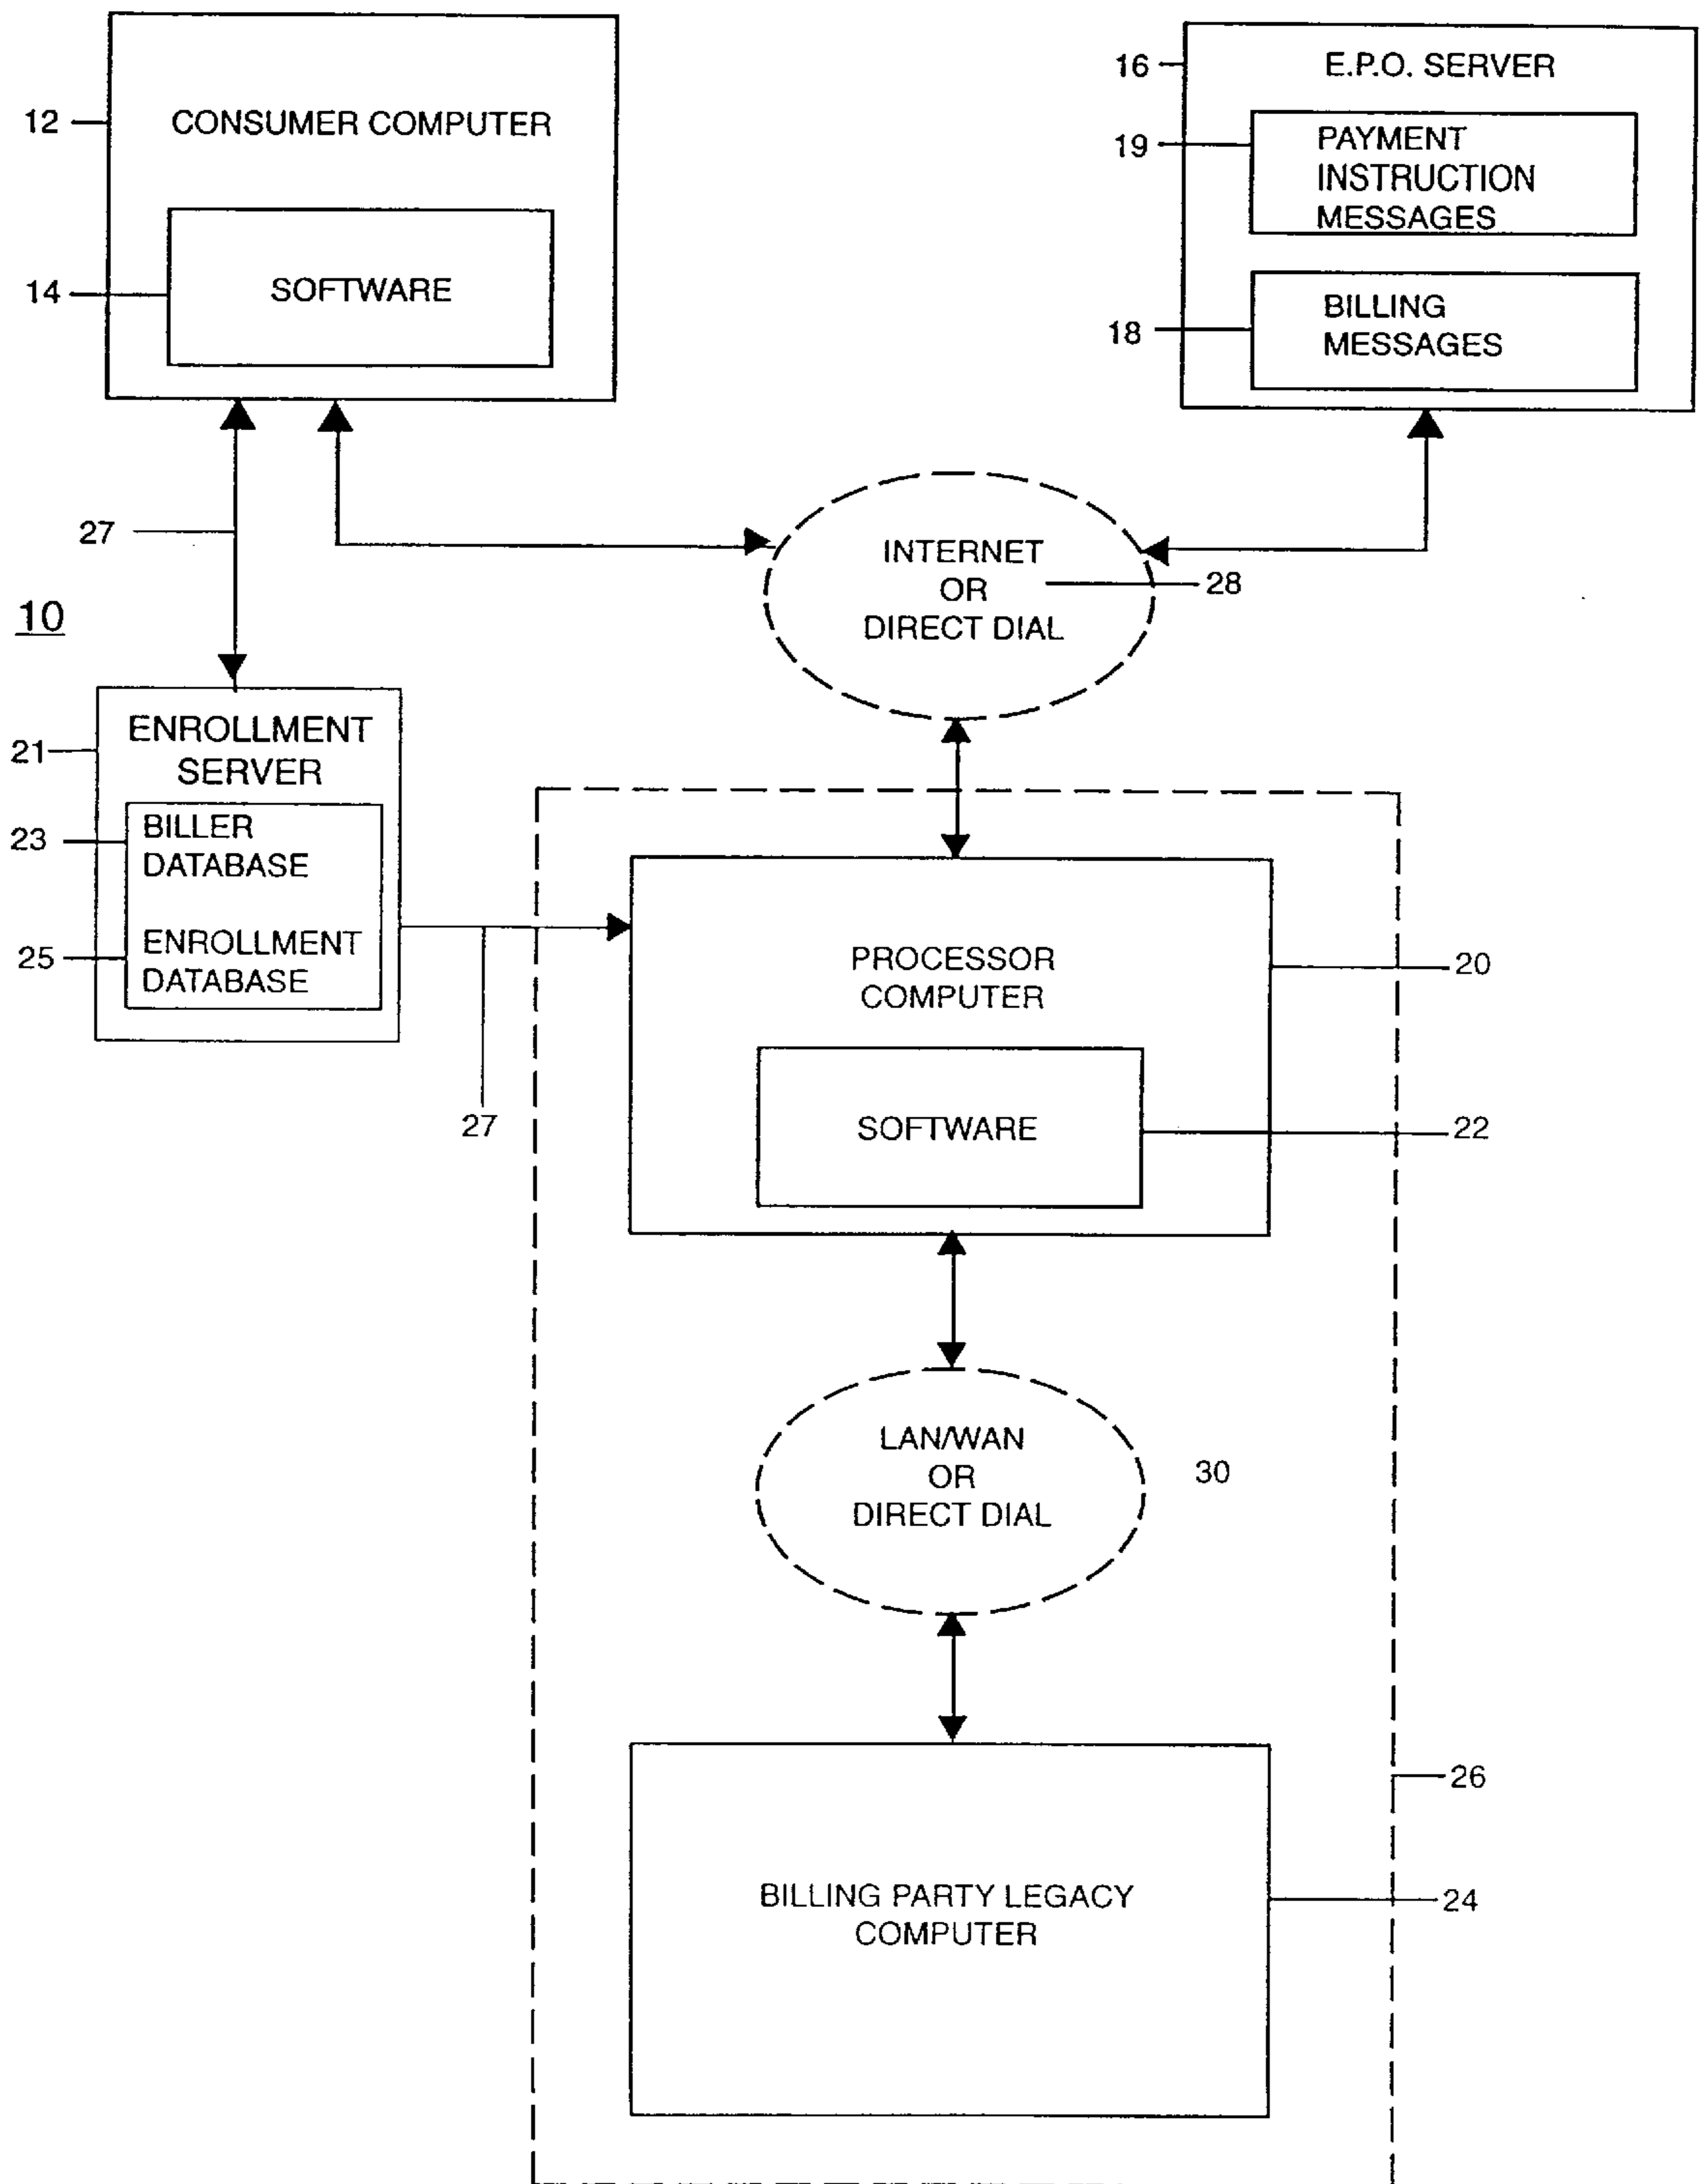 12
CONSUMER COMPUTER
14
SOFTWARE
16
E.P.O. SERVER
19
PAYMENT
INSTRUCTION
MESSAGES
18
BILLING
MESSAGES
27
INTERNET
OR
DIRECT DIAL
28
10
21
ENROLLMENT
SERVER
23
BILLER
DATABASE
25
ENROLLMENT
DATABASE
27
PROCESSOR
COMPUTER
20
SOFTWARE
22
LAN/WAN
OR
DIRECT DIAL
30
26
BILLING PARTY LEGACY
COMPUTER
24